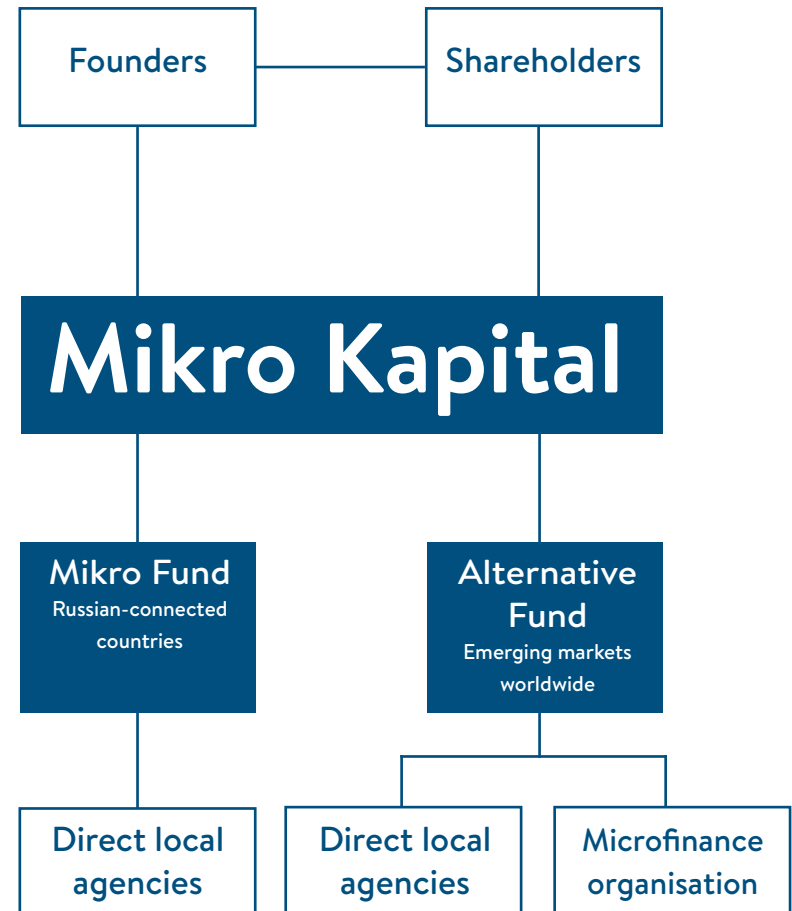 Founders
Shareholders
Mikro Kapital
Mikro Fund
Russian-connected
countries
Alternative
Fund
Emerging markets
worldwide
Direct local
agencies
Direct local
agencies
Microfinance
organisation